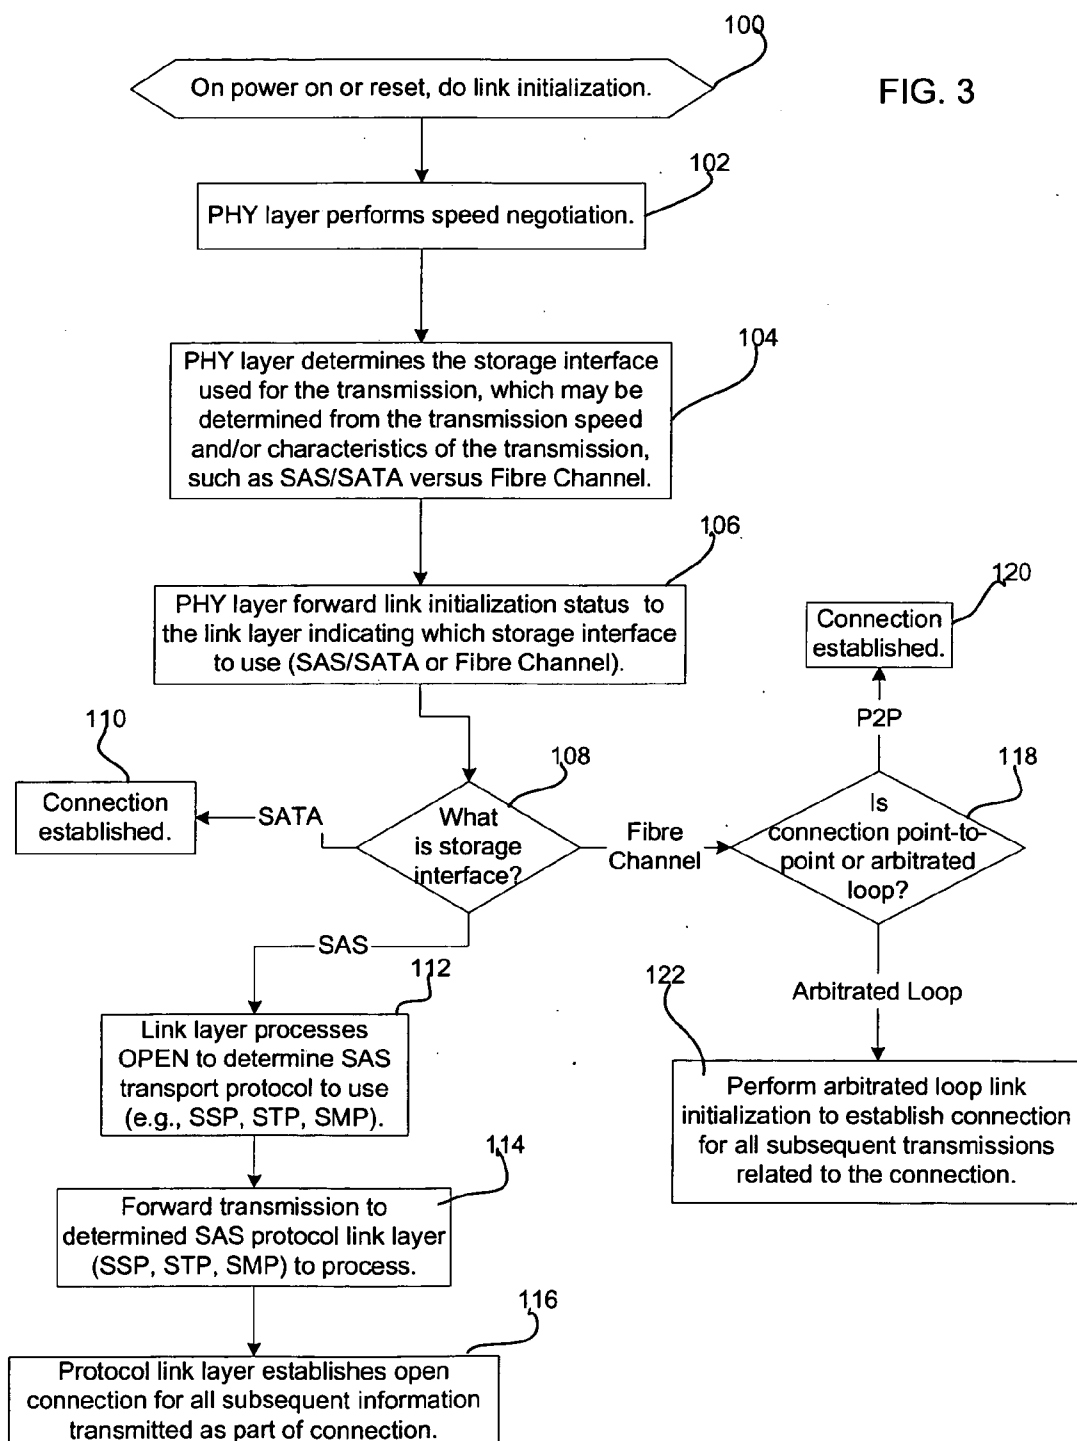 100
On power on or reset, do link initialization.
FIG. 3
102
PHY layer performs speed negotiation.
104
PHY layer determines the storage interface
used for the transmission, which may be
determined from the transmission speed
and/or characteristics of the transmission,
such as SAS/SATA versus Fibre Channel.
106
PHY layer forward link initialization status to
the link layer indicating which storage interface
to use (SAS/SATA or Fibre Channel).
120
Connection
established.
P2P
110
Connection
established.
SATA
108
What
is storage
interface?
Fibre
Channel
118
Is
connection point-to-
point or arbitrated
loop?
SAS
112
Link layer processes
OPEN to determine SAS
transport protocol to use
(e.g., SSP, STP, SMP).
Arbitrated Loop
122
Perform arbitrated loop link
initialization to establish connection
for all subsequent transmissions
related to the connection.
114
Forward transmission to
determined SAS protocol link layer
(SSP, STP, SMP) to process.
116
Protocol link layer establishes open
connection for all subsequent information
transmitted as part of connection.